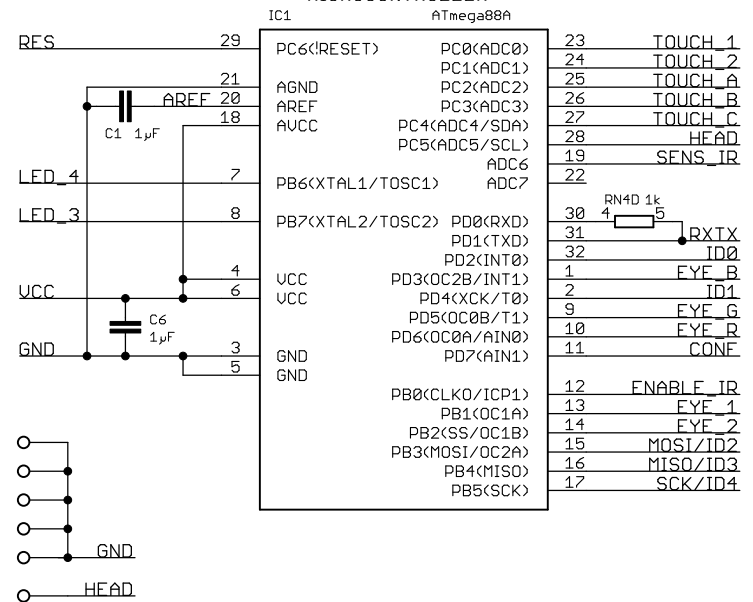 IC1 ATmega88A
RES 29 PC6(!RESET) PC0(ADC0) 23 TOUCH_1
PC1(ADC1) 24 TOUCH_2
21 AGND PC2(ADC2) 25 TOUCH_A
AREF 20 AREF PC3(ADC3) 26 TOUCH_B
C1 1µF 18 AVCC PC4(ADC4/SDA) 27 TOUCH_C
PC5(ADC5/SCL) 28 HEAD
ADC6 19 SENS_IR
LED_4 7 PB6(XTAL1/TOSC1) ADC7 22
RN4D 1k
LED_3 8 PB7(XTAL2/TOSC2) PD0(RXD) 30 4 5
PD1(TXD) 31 RXTX
PD2(INT0) 32 ID0
4 VCC PD3(OC2B/INT1) 1 EYE_B
VCC 6 VCC PD4(XCK/T0) 2 ID1
C6 PD5(OC0B/T1) 9 EYE_G
1µF PD6(OC0A/AIN0) 10 EYE_R
GND 3 GND PD7(AIN1) 11 CONF
5 GND
PB0(CLKO/ICP1) 12 ENABLE_IR
PB1(OC1A) 13 EYE_1
PB2(SS/OC1B) 14 EYE_2
PB3(MOSI/OC2A) 15 MOSI/ID2
PB4(MISO) 16 MISO/ID3
PB5(SCK) 17 SCK/ID4
GND
HEAD